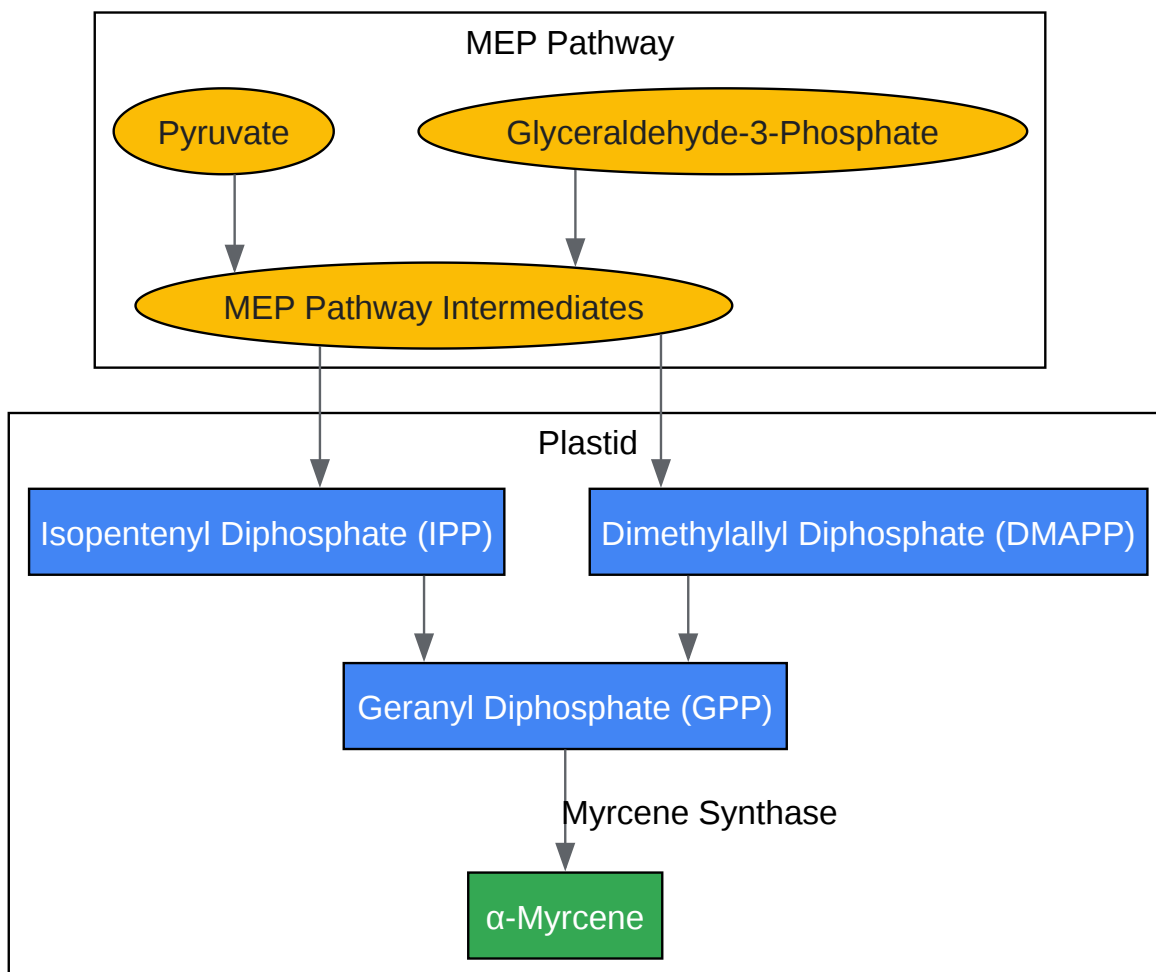 MEP Pathway
Pyruvate
Glyceraldehyde-3-Phosphate
MEP Pathway Intermediates
Plastid
Isopentenyl Diphosphate (IPP)
Dimethylallyl Diphosphate (DMAPP)
Geranyl Diphosphate (GPP)
Myrcene Synthase
α-Myrcene